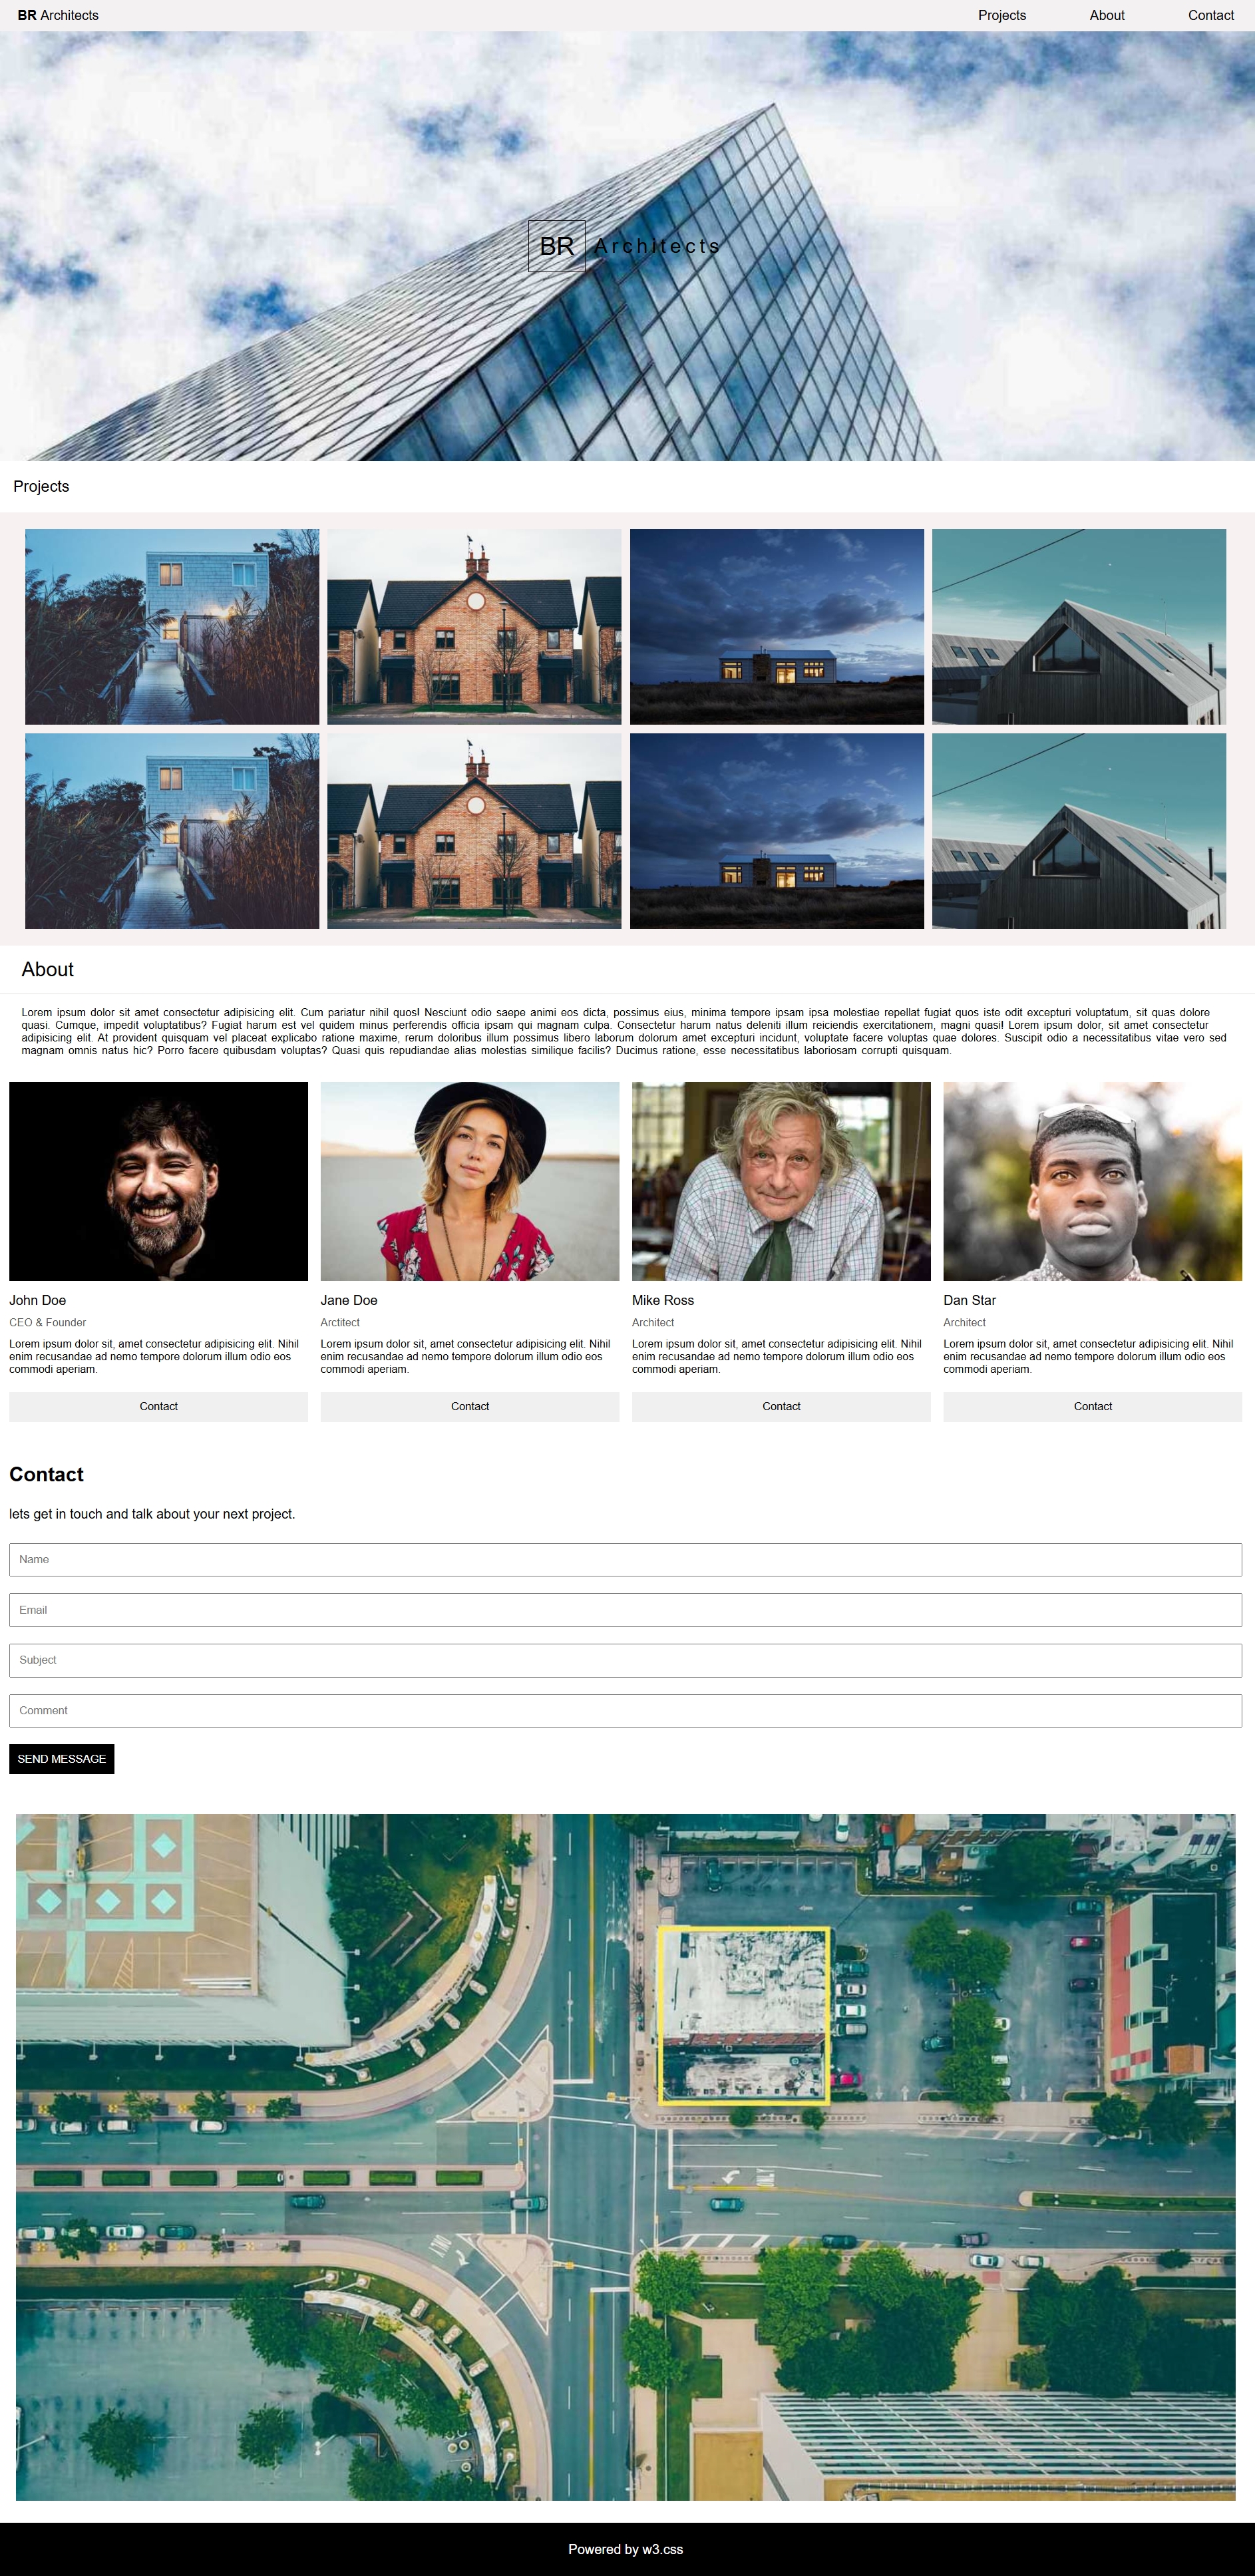 BR Architects
Projects
About
Contact
BR Architects
Projects
About
Lorem ipsum dolor sit amet consectetur adipisicing elit. Cum pariatur nihil quos! Nesciunt odio saepe animi eos dicta, possimus eius, minima tempore ipsam ipsa molestiae repellat fugiat quos iste odit excepturi voluptatum, sit quas dolore
quasi. Cumque, impedit voluptatibus? Fugiat harum est vel quidem minus perferendis officia ipsam qui magnam culpa. Consectetur harum natus deleniti illum reiciendis exercitationem, magni quasi! Lorem ipsum dolor, sit amet consectetur
adipisicing elit. At provident quisquam vel placeat explicabo ratione maxime, rerum doloribus illum possimus libero laborum dolorum amet excepturi incidunt, voluptate facere voluptas quae dolores. Suscipit odio a necessitatibus vitae vero sed
magnam omnis natus hic? Porro facere quibusdam voluptas? Quasi quis repudiandae alias molestias similique facilis? Ducimus ratione, esse necessitatibus laboriosam corrupti quisquam.
John Doe
CEO & Founder
Lorem ipsum dolor sit, amet consectetur adipisicing elit. Nihil
enim recusandae ad nemo tempore dolorum illum odio eos
commodi aperiam.
Contact
Jane Doe
Arctitect
Lorem ipsum dolor sit, amet consectetur adipisicing elit. Nihil
enim recusandae ad nemo tempore dolorum illum odio eos
commodi aperiam.
Contact
Mike Ross
Architect
Lorem ipsum dolor sit, amet consectetur adipisicing elit. Nihil
enim recusandae ad nemo tempore dolorum illum odio eos
commodi aperiam.
Contact
Dan Star
Architect
Lorem ipsum dolor sit, amet consectetur adipisicing elit. Nihil
enim recusandae ad nemo tempore dolorum illum odio eos
commodi aperiam.
Contact
Contact
lets get in touch and talk about your next project.
Name
Email
Subject
Comment
SEND MESSAGE
Powered by w3.css